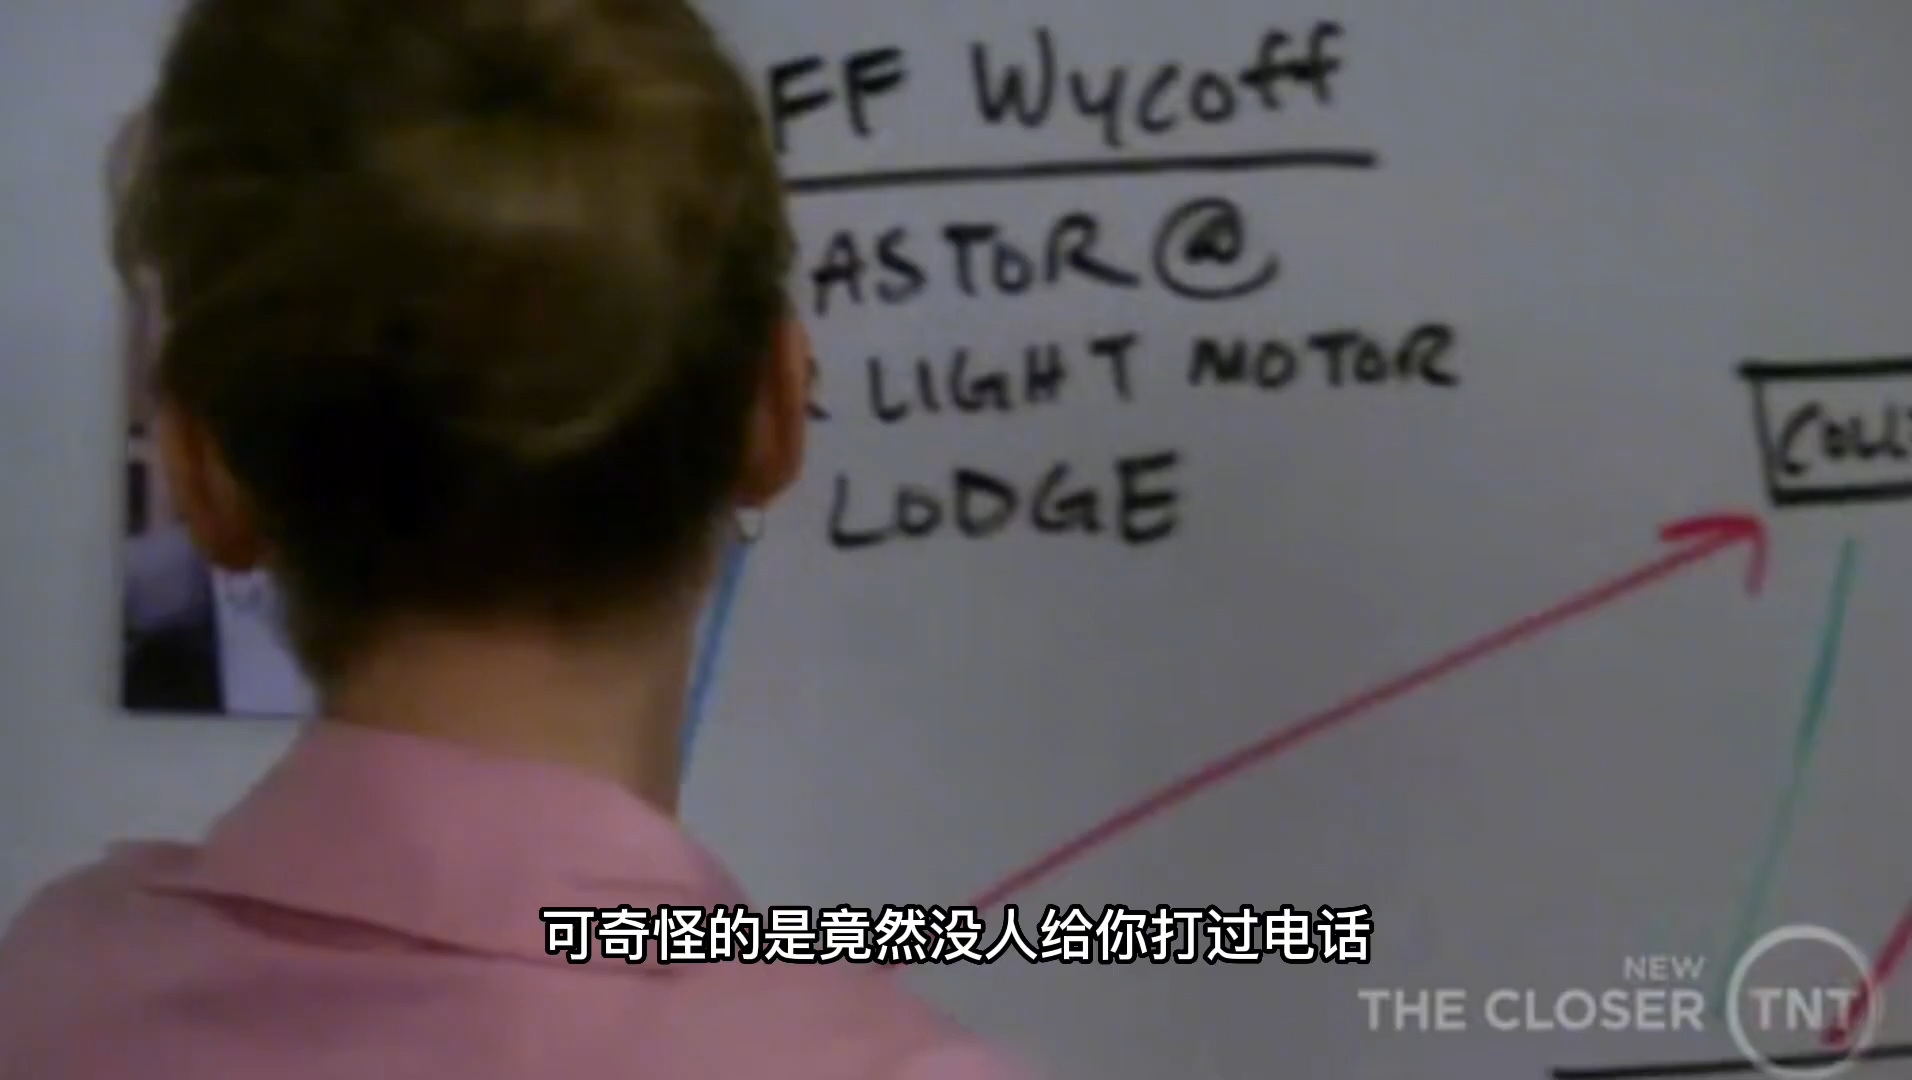 FF Wycoff
ASTOR @
R LIGHT MOTOR
LODGE
COLL
可奇怪的是竟然没人给你打过电话
NEW
THE CLOSER
TNT